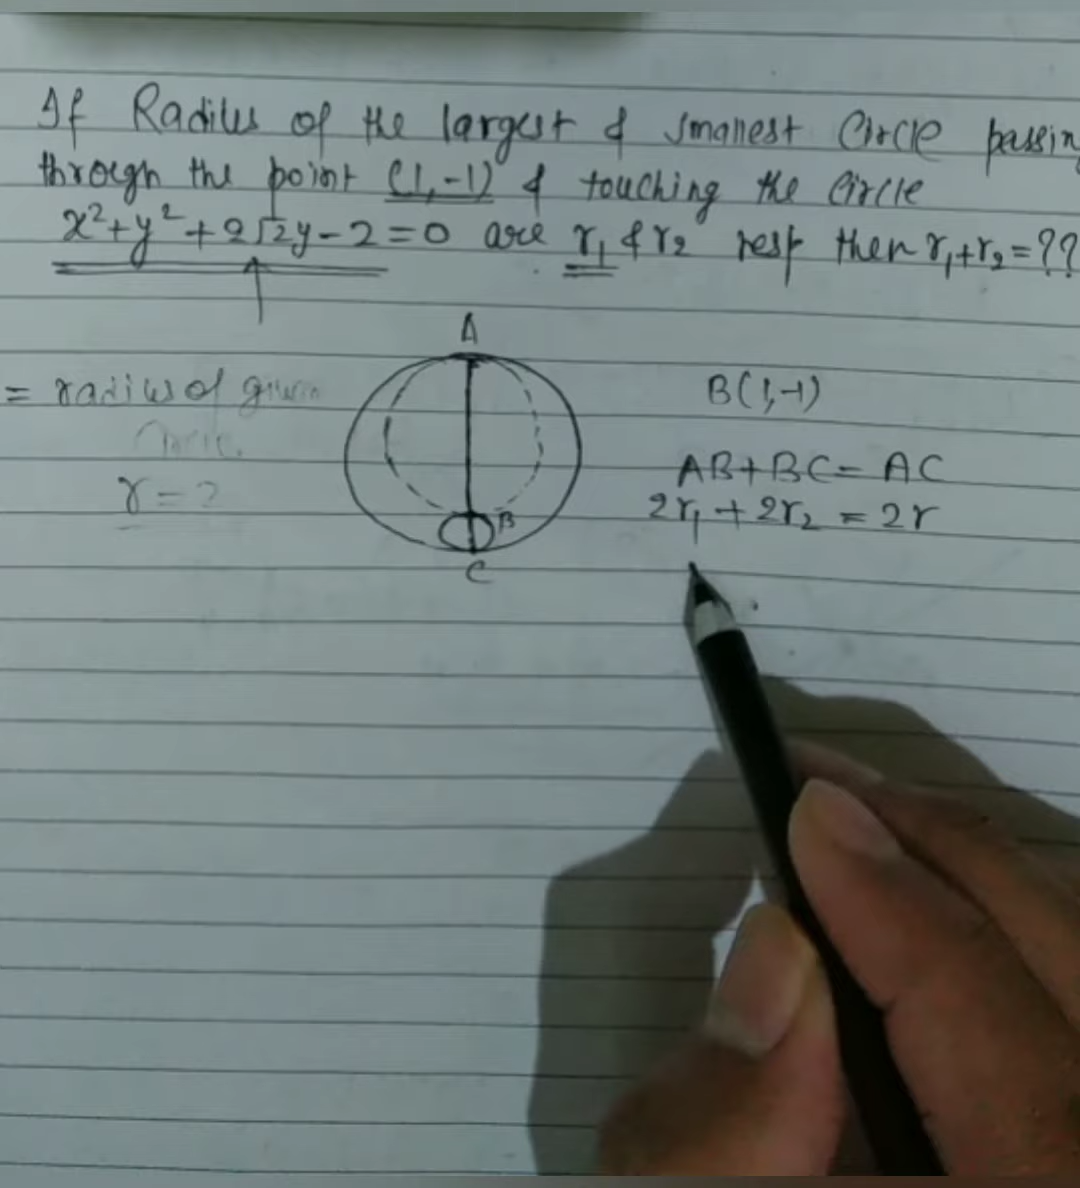 If Radius of the largest & smallest Circle passing
through the point (1,-1) & touching the Circle
x²+y²+2√2y-2=0 are r₁ & r₂ resp then r₁+r₂=??
A
= radius of given
B(1,-1)
AB+BC=AC
r=?
2r₁+2r₂=2r
B
C